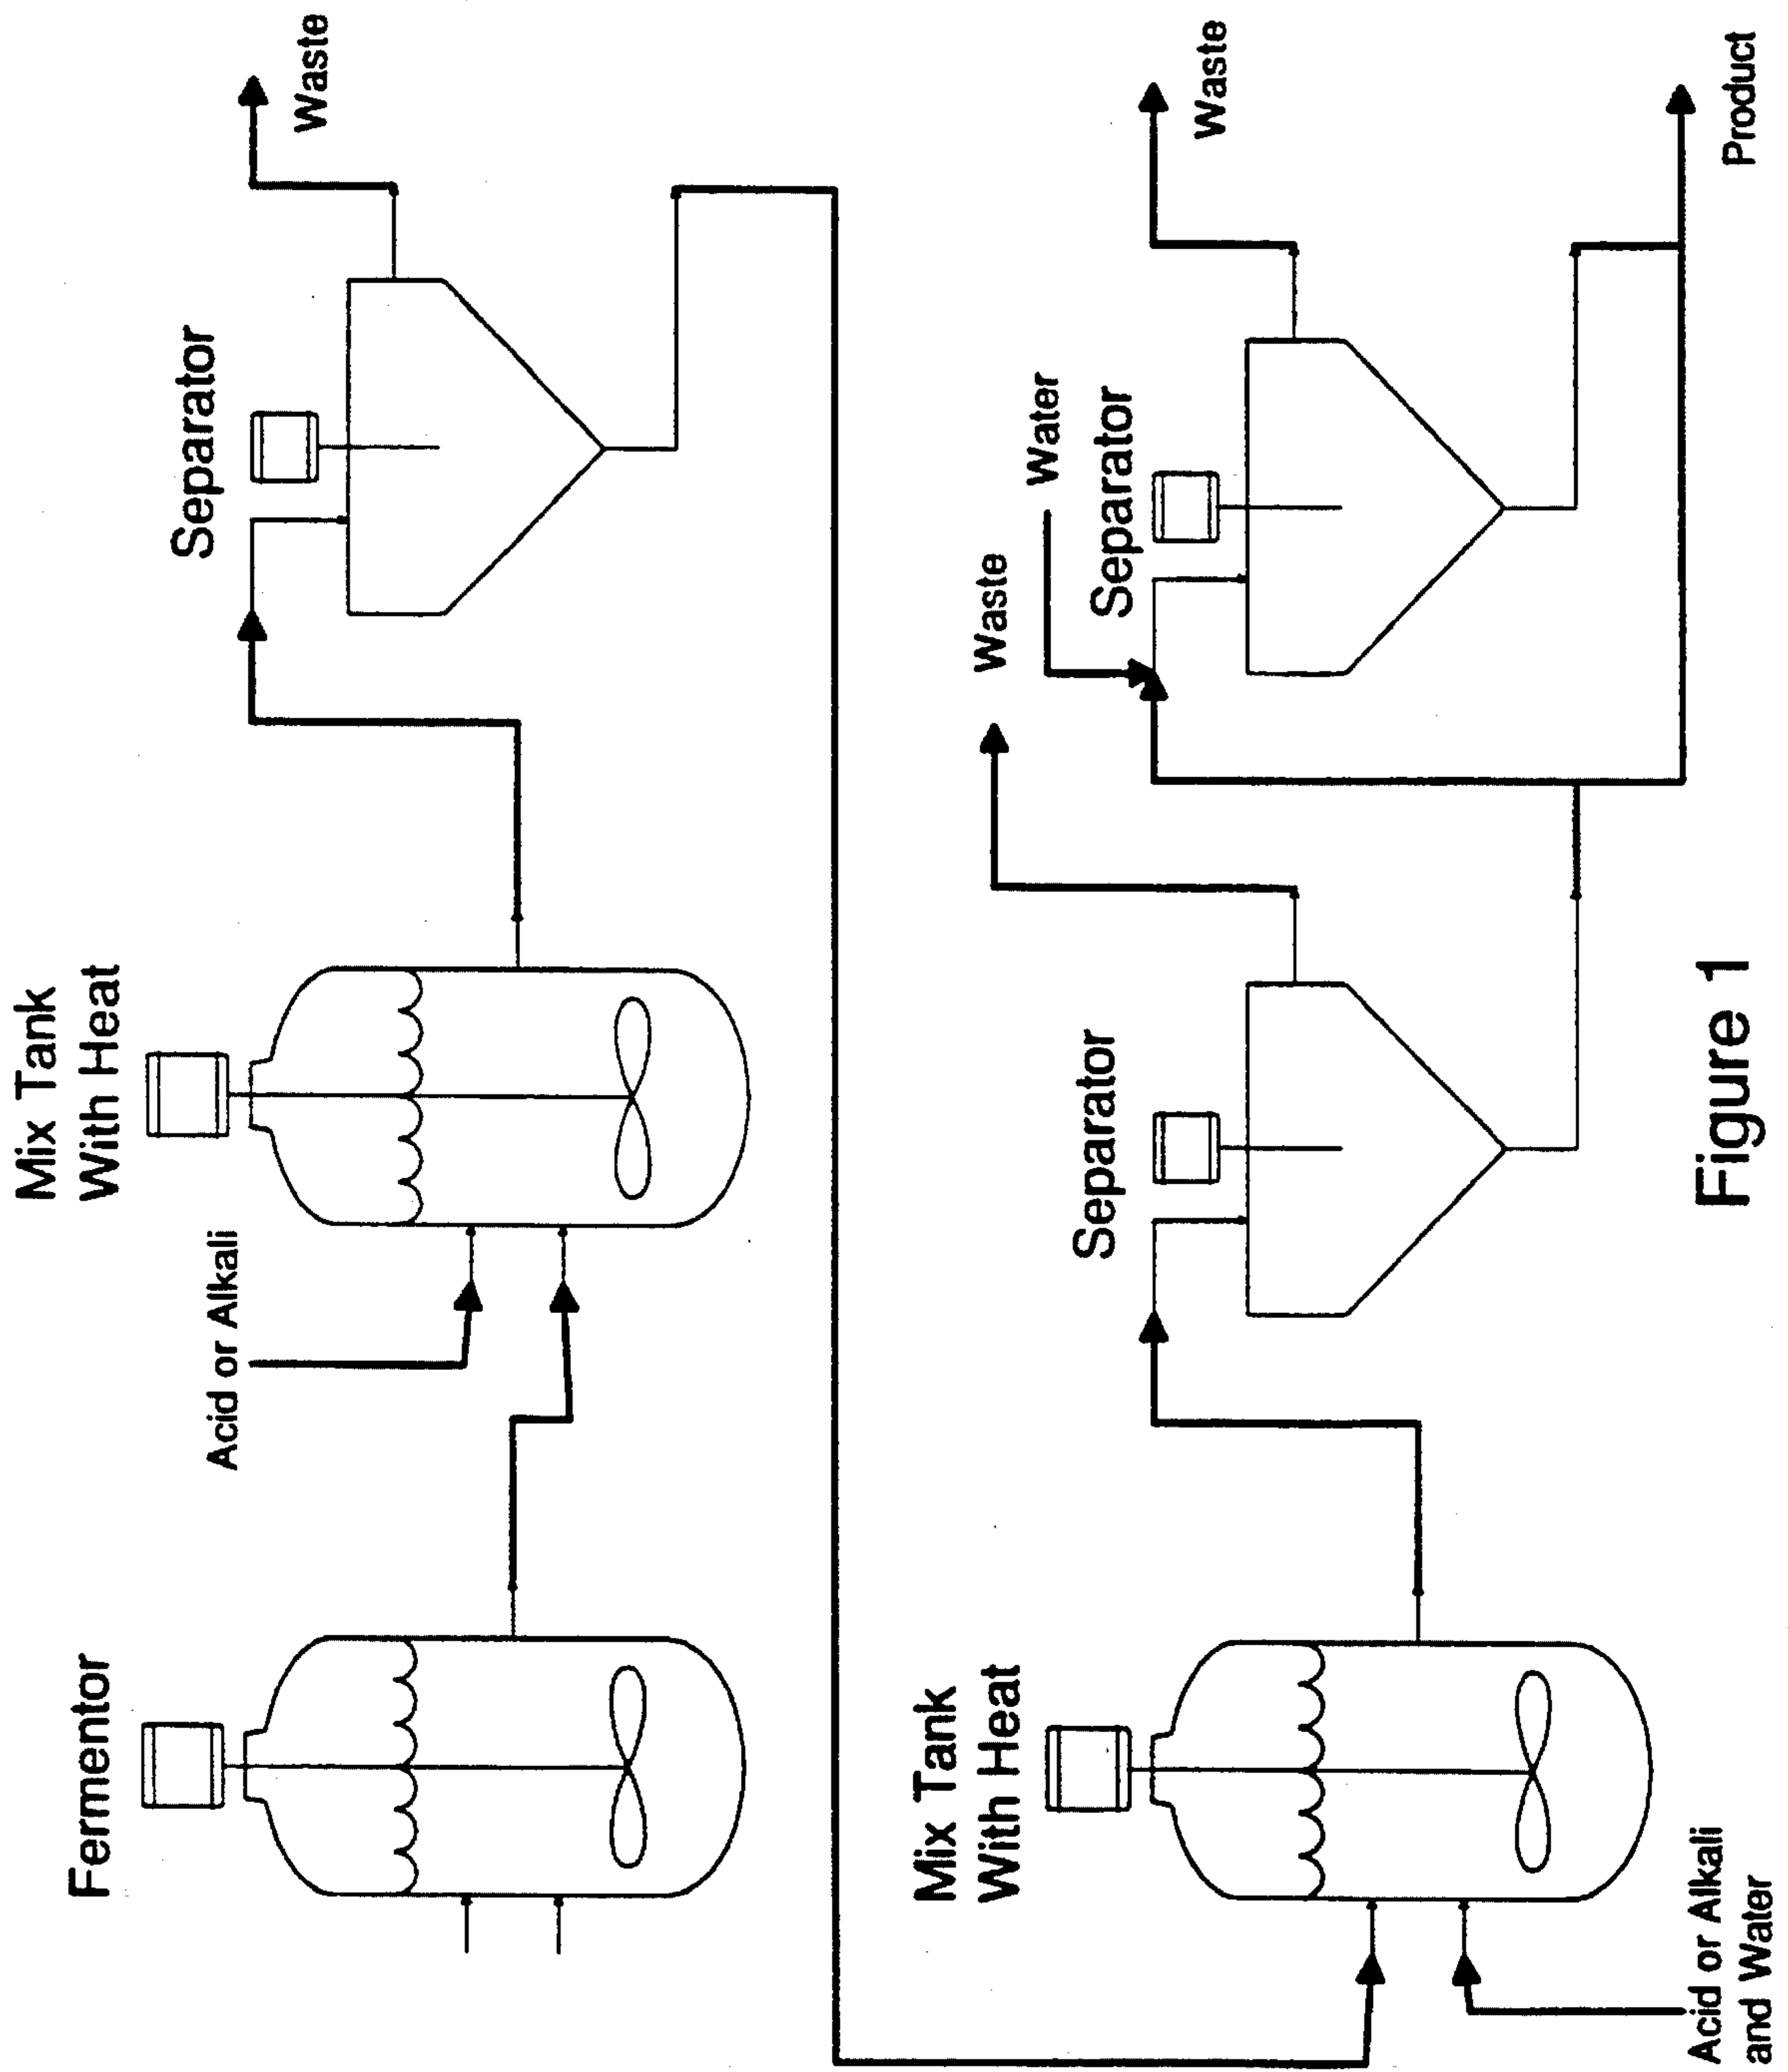 Fermentor
Acid or Alkali
Mix Tank
With Heat
Separator
Waste
Acid or Alkali
and Water
Mix Tank
With Heat
Separator
Waste
Water
Separator
Waste
Product
Figure 1